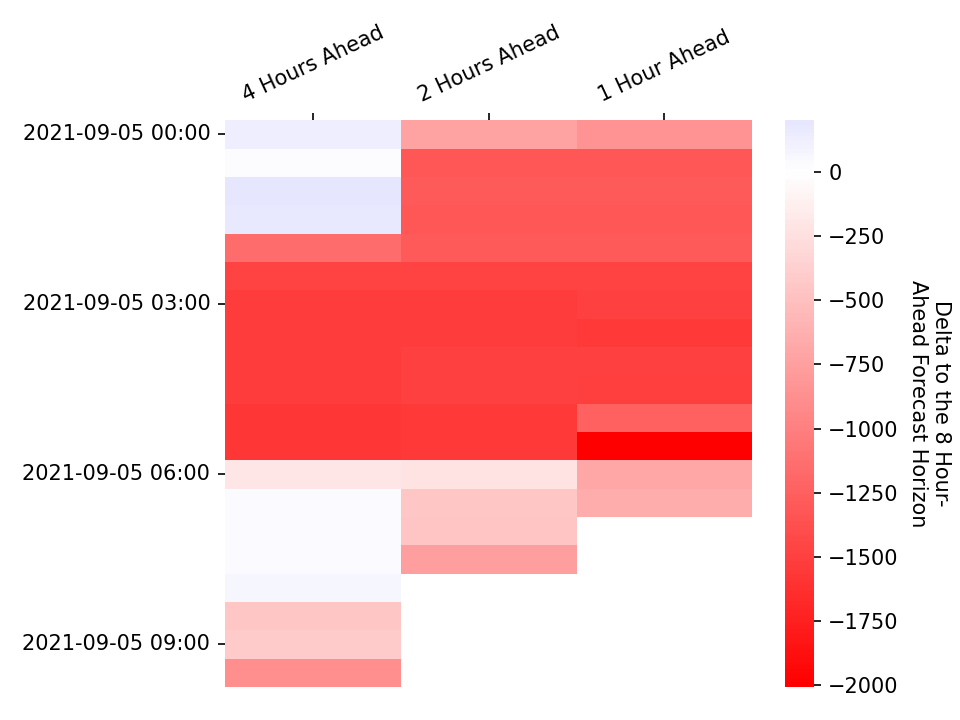 4 Hours Ahead
2 Hours Ahead
1 Hour Ahead
2021-09-05 00:00
2021-09-05 03:00
2021-09-05 06:00
2021-09-05 09:00
0
−250
−500
−750
−1000
−1250
−1500
−1750
−2000
Delta to the 8 Hour-
Ahead Forecast Horizon